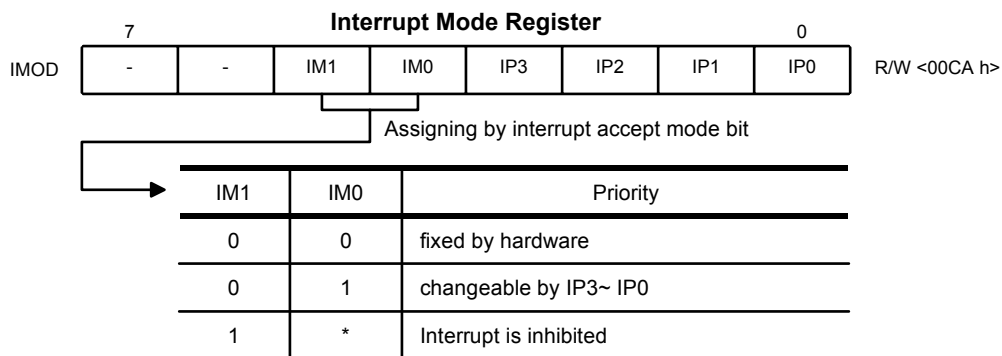 Interrupt Mode Register
7 0
IMOD - - IM1 IM0 IP3 IP2 IP1 IP0 R/W <00CA h>
Assigning by interrupt accept mode bit
IM1 IM0 Priority
0 0 fixed by hardware
0 1 changeable by IP3~ IP0
1 * Interrupt is inhibited